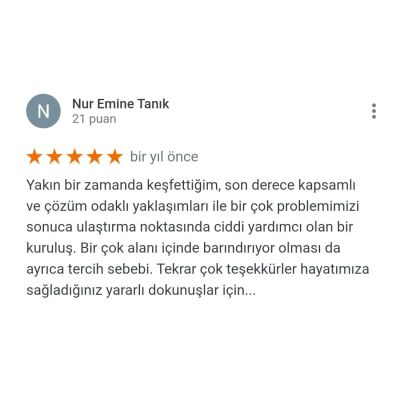 N
Nur Emine Tanık
21 puan
bir yıl önce
Yakın bir zamanda keşfettiğim, son derece kapsamlı
ve çözüm odaklı yaklaşımları ile bir çok problemimizi
sonuca ulaştırma noktasında ciddi yardımcı olan bir
kuruluş. Bir çok alanı içinde barındırıyor olması da
ayrıca tercih sebebi. Tekrar çok teşekkürler hayatımıza
sağladığınız yararlı dokunuşlar için...